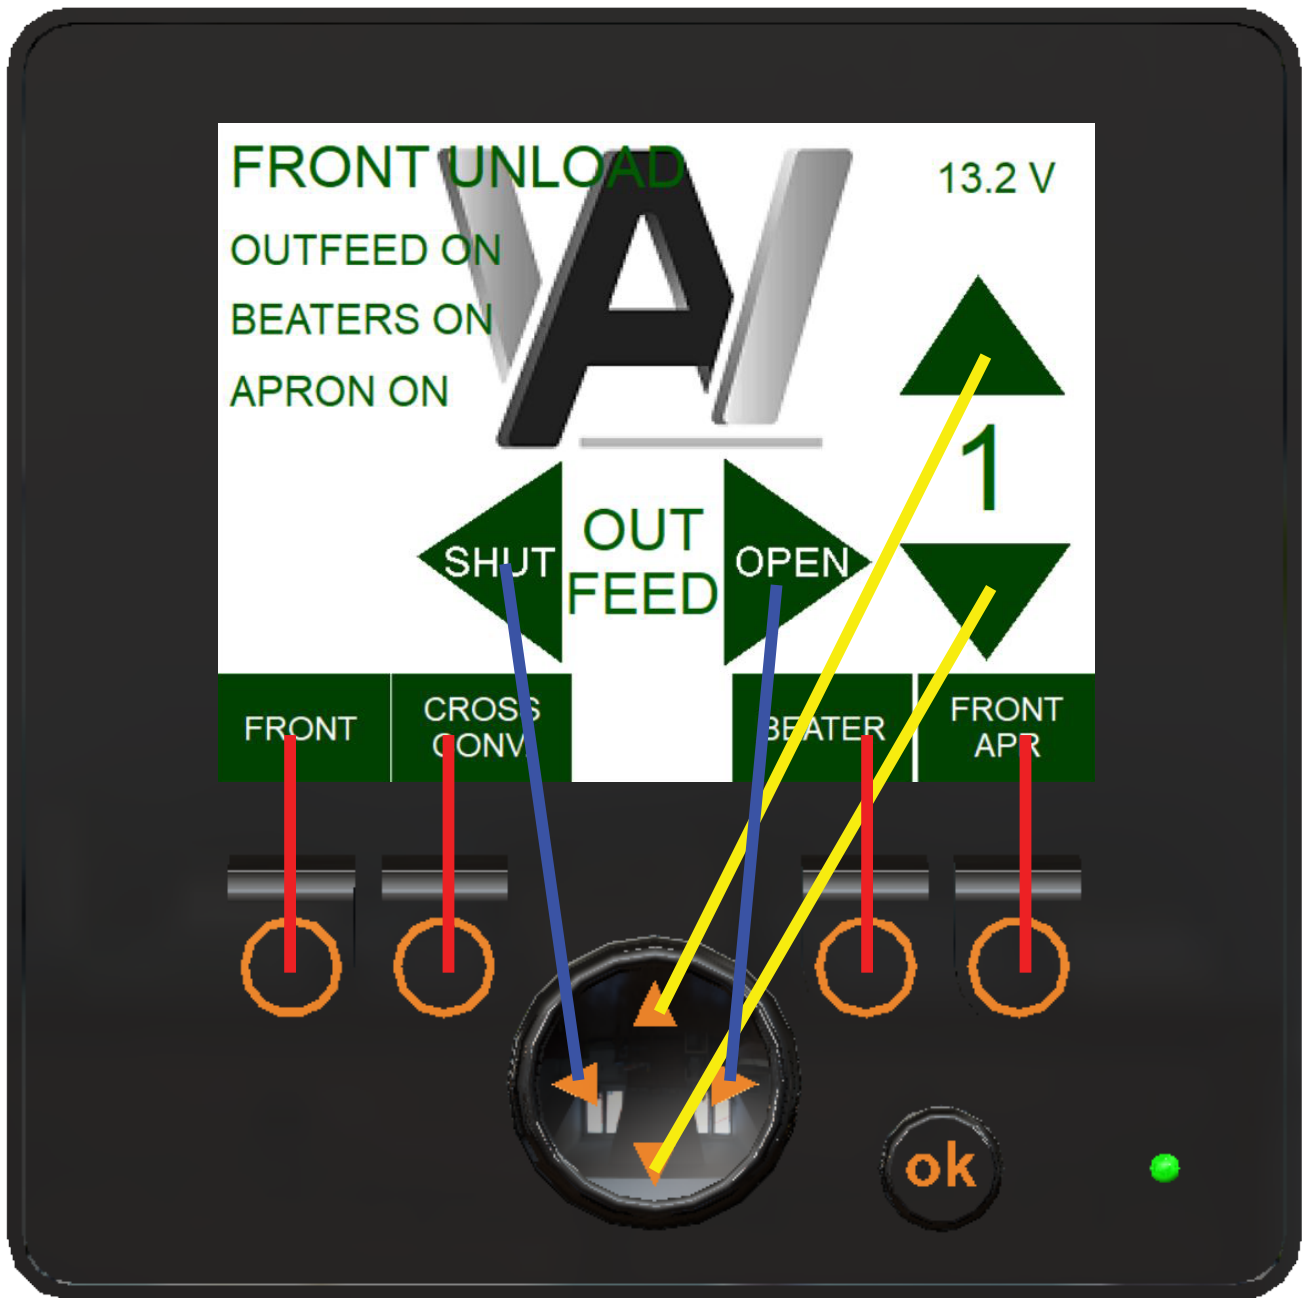 FRONT UNLOAD
13.2 V
OUTFEED ON
BEATERS ON
APRON ON
1
SHUT
OUT
FEED
OPEN
FRONT
CROSS
CONV.
BEATER
FRONT
APR
ok